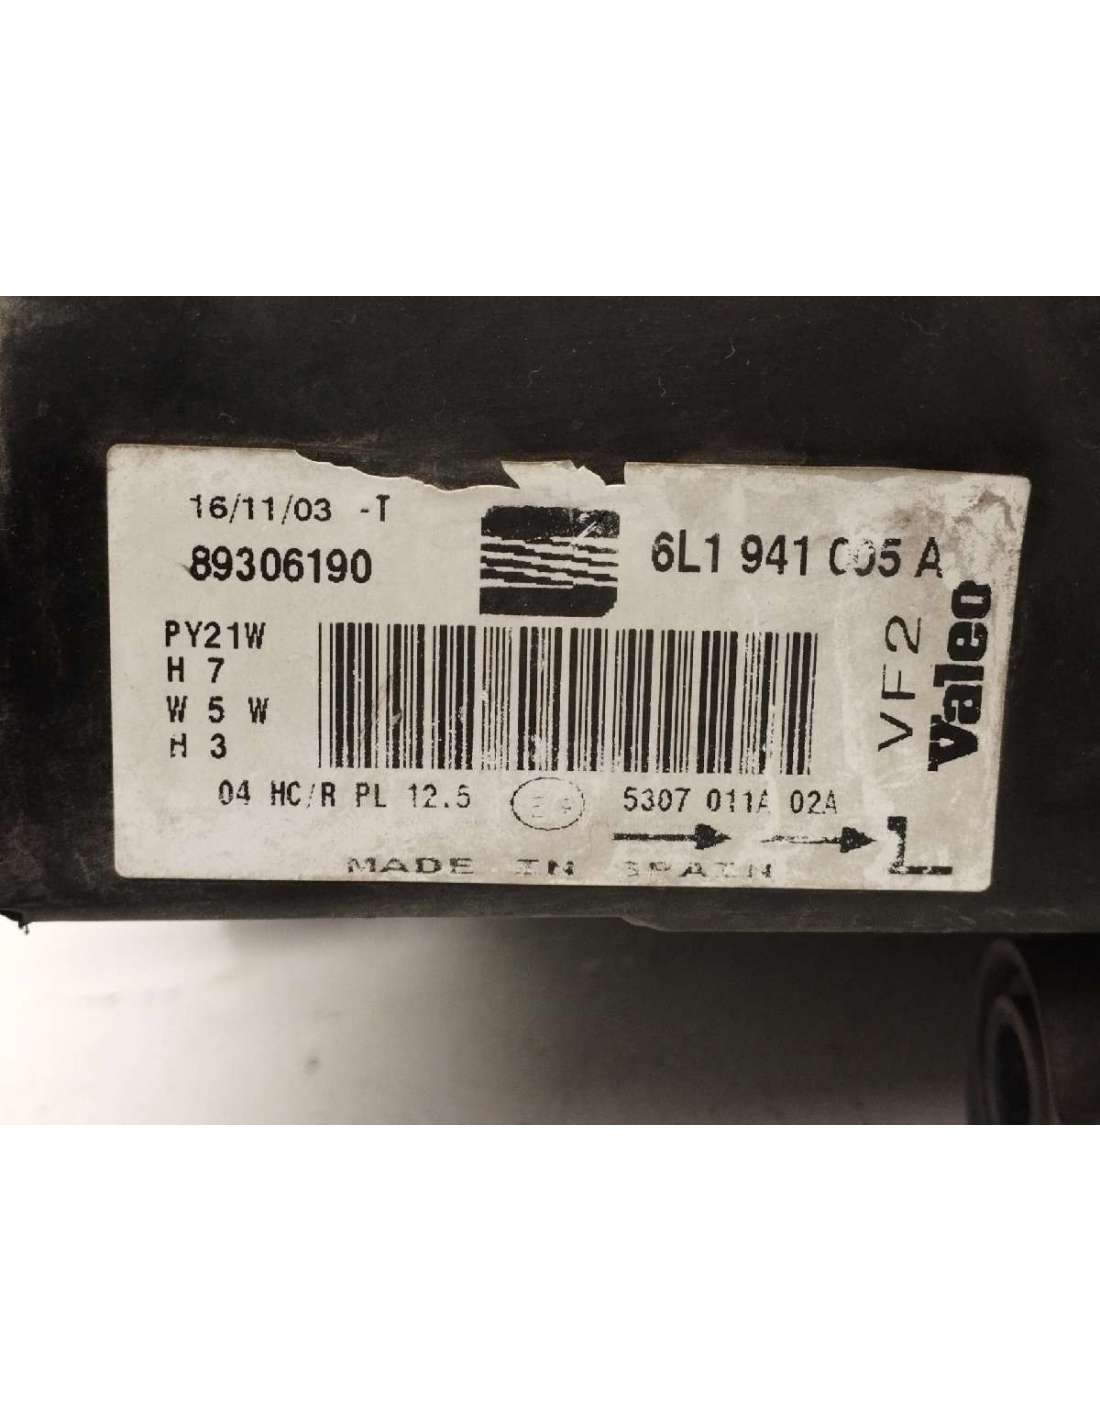 16/11/03 -T
89306190
6L1 941 005 A
PY21W
H 7
W 5 W
H 3
VF2
Valeo
04 HC/R PL 12.5
E9
5307 011A 02A
L
MADE IN SPAIN